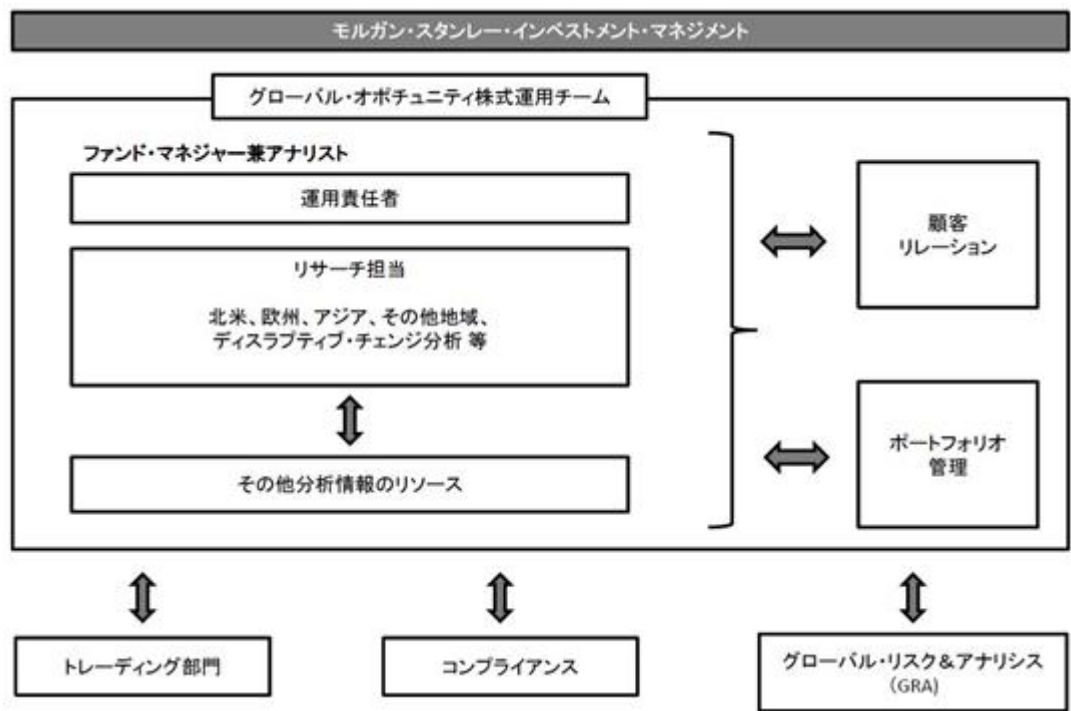 モルガン・スタンレー・インベストメント・マネジメント
グローバル・オポチュニティ株式運用チーム
ファンド・マネジャー兼アナリスト
運用責任者
リサーチ担当
北米、欧州、アジア、その他地域、
ディスラプティブ・チェンジ分析 等
その他分析情報のリソース
顧客
リレーション
ポートフォリオ
管理
トレーディング部門
コンプライアンス
グローバル・リスク&アナリシス
(GRA)